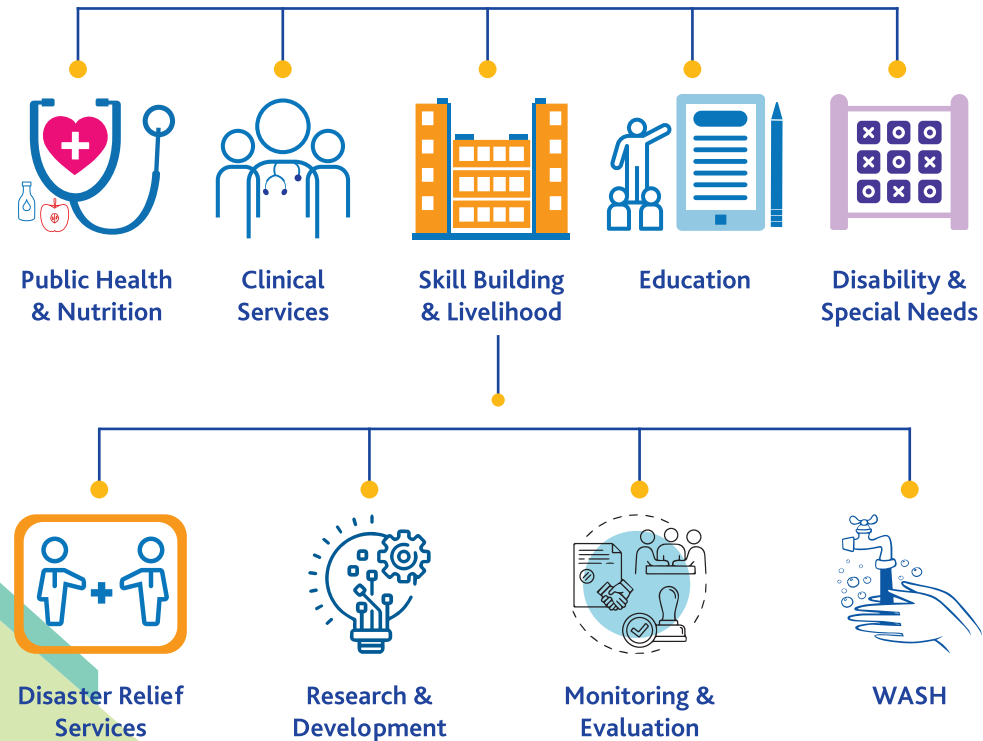 Public Health
& Nutrition
Clinical
Services
Skill Building
& Livelihood
Education
Disability &
Special Needs
Disaster Relief
Services
Research &
Development
Monitoring &
Evaluation
WASH